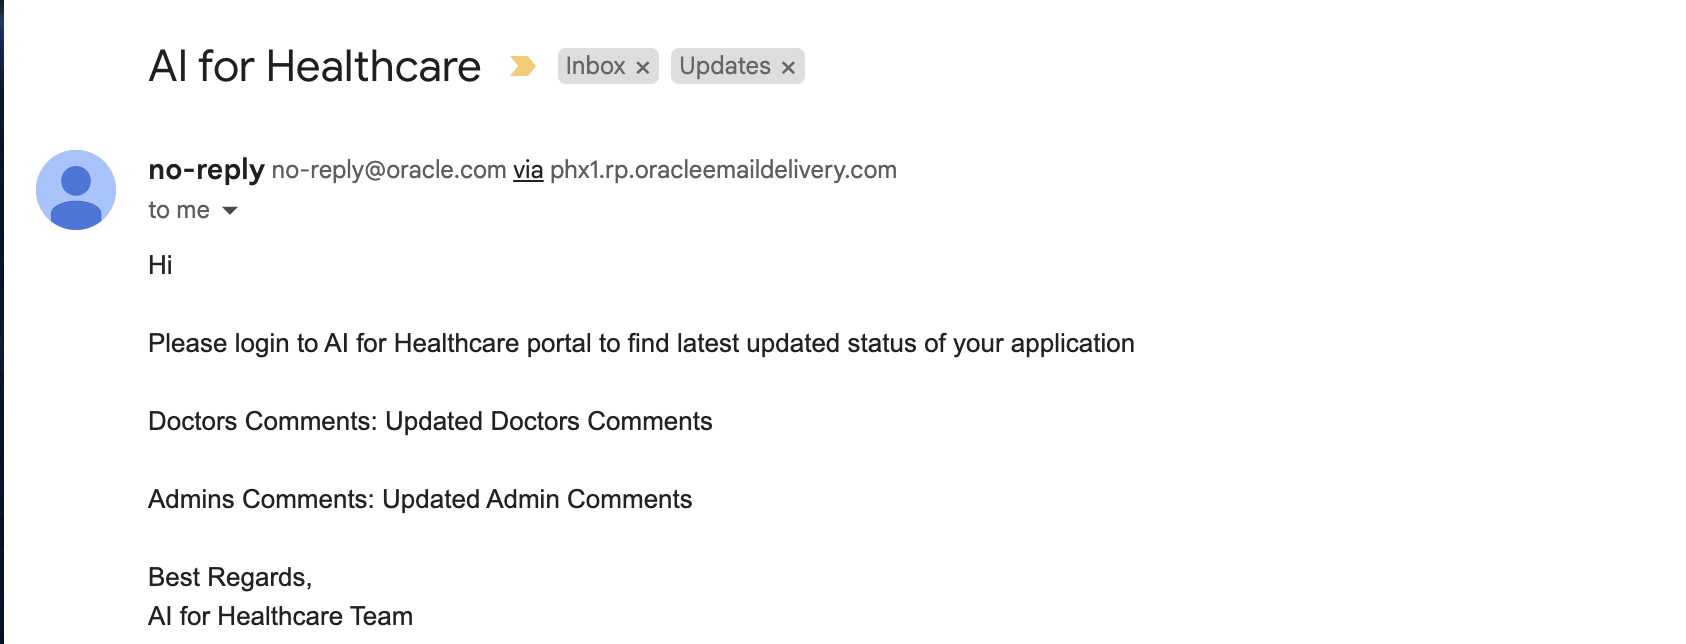 AI for Healthcare Inbox × Updates ×
no-reply no-reply@oracle.com via phx1.rp.oracleemaildelivery.com
to me
Hi
Please login to AI for Healthcare portal to find latest updated status of your application
Doctors Comments: Updated Doctors Comments
Admins Comments: Updated Admin Comments
Best Regards,
AI for Healthcare Team